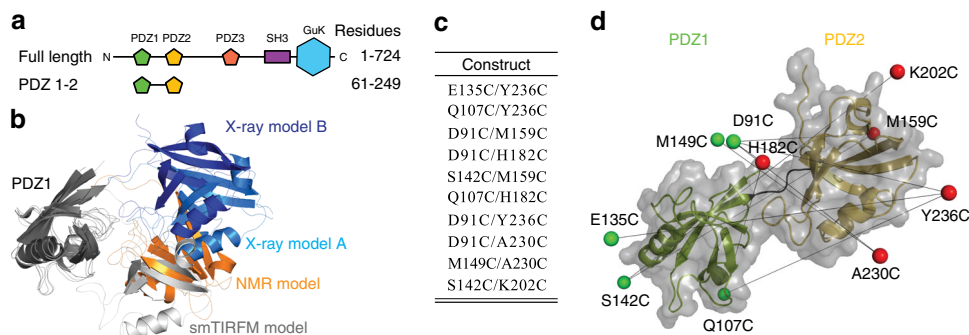 a
PDZ1 PDZ2 PDZ3 SH3 GuK Residues
Full length N C 1-724
PDZ 1-2 61-249
b
X-ray model B
PDZ1
X-ray model A
NMR model
smTIRFM model
c
Construct
E135C/Y236C
Q107C/Y236C
D91C/M159C
D91C/H182C
S142C/M159C
Q107C/H182C
D91C/Y236C
D91C/A230C
M149C/A230C
S142C/K202C
d
PDZ1 PDZ2
K202C
D91C M159C
M149C H182C
E135C Y236C
A230C
S142C
Q107C